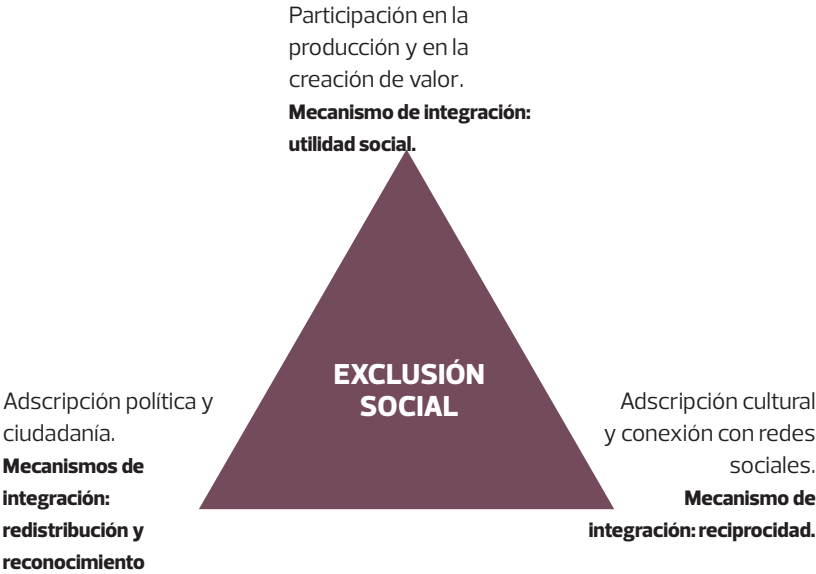 Participación en la
producción y en la
creación de valor.
Mecanismo de integración:
utilidad social.
EXCLUSIÓN
SOCIAL
Adscripción política y
ciudadanía.
Mecanismos de
integración:
redistribución y
reconocimiento
Adscripción cultural
y conexión con redes
sociales.
Mecanismo de
integración: reciprocidad.